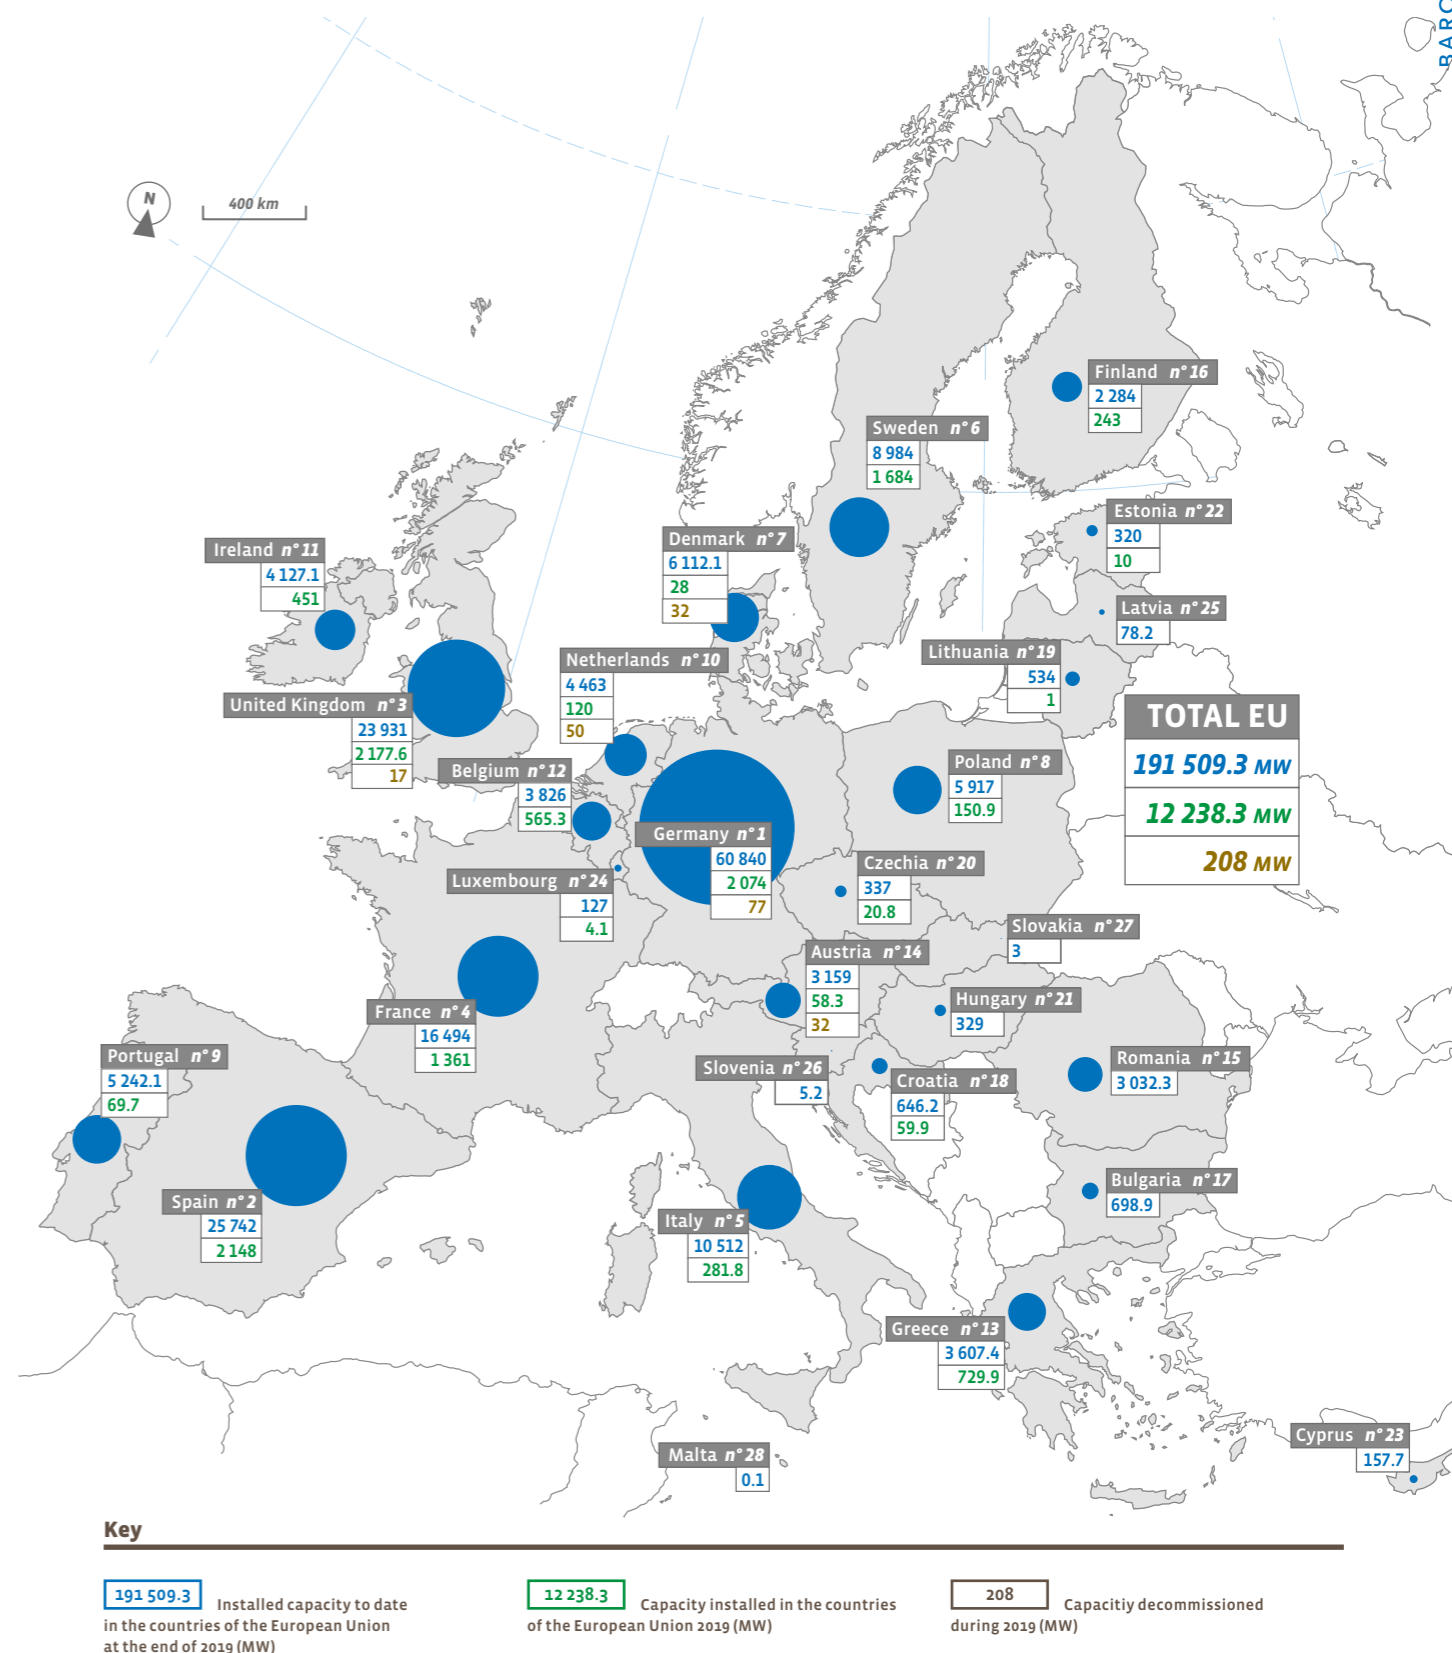 BARO
N
400 km
Finland n° 16
2 284
243
Sweden n° 6
8 984
1 684
Estonia n° 22
320
10
Denmark n° 7
6 112.1
28
32
Ireland n° 11
4 127.1
451
Latvia n° 25
78.2
Lithuania n° 19
534
1
Netherlands n° 10
4 463
120
50
United Kingdom n° 3
23 931
2 177.6
17
TOTAL EU
191 509.3 MW
12 238.3 MW
208 MW
Belgium n° 12
3 826
565.3
Poland n° 8
5 917
150.9
Germany n° 1
60 840
2 074
77
Czechia n° 20
337
20.8
Luxembourg n° 24
127
4.1
Slovakia n° 27
3
Austria n° 14
3 159
58.3
32
Hungary n° 21
329
France n° 4
16 494
1 361
Portugal n° 9
5 242.1
69.7
Romania n° 15
3 032.3
Slovenia n° 26
5.2
Croatia n° 18
646.2
59.9
Bulgaria n° 17
698.9
Spain n° 2
25 742
2 148
Italy n° 5
10 512
281.8
Greece n° 13
3 607.4
729.9
Cyprus n° 23
157.7
Malta n° 28
0.1
Key
191 509.3 Installed capacity to date
in the countries of the European Union
at the end of 2019 (MW)
12 238.3 Capacity installed in the countries
of the European Union 2019 (MW)
208 Capacitiy decommissioned
during 2019 (MW)